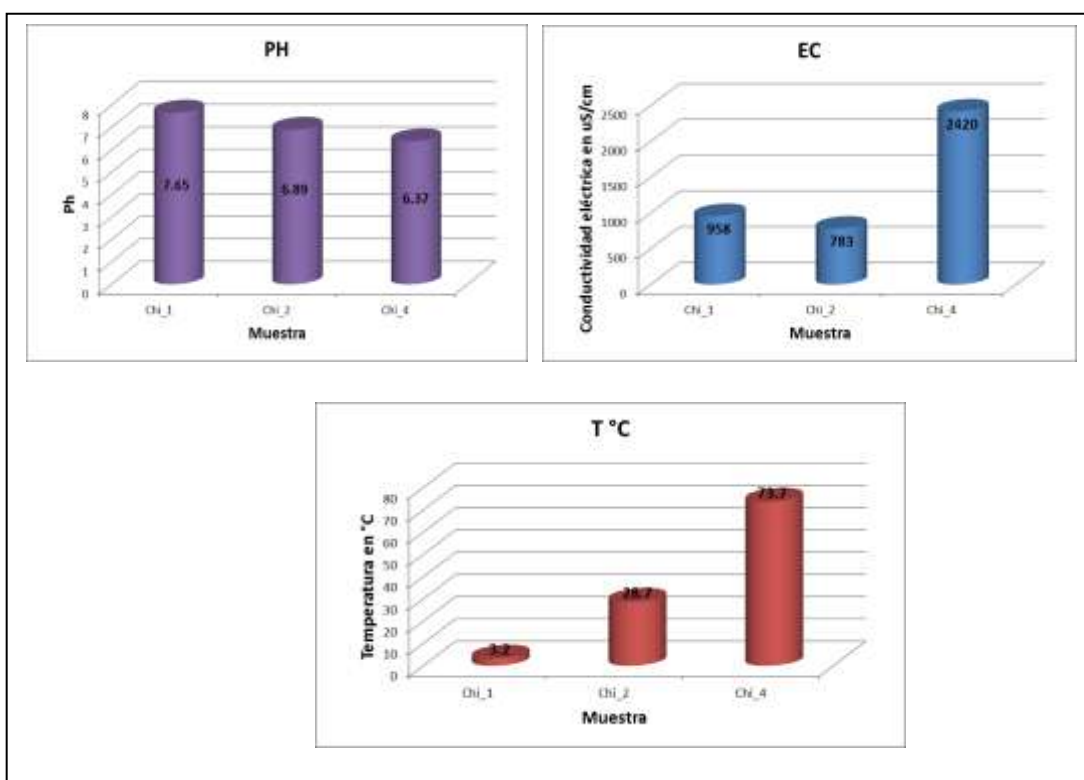 PH
Ph
8
7
6
5
4
3
2
1
0
7.65
6.89
6.37
Chi_1
Chi_2
Chi_4
Muestra
EC
Conductividad eléctrica en uS/cm
2500
2000
1500
1000
500
0
958
783
2420
Chi_1
Chi_2
Chi_4
Muestra
T °C
Temperatura en °C
80
70
60
50
40
30
20
10
0
3.2
28.7
73.7
Chi_1
Chi_2
Chi_4
Muestra